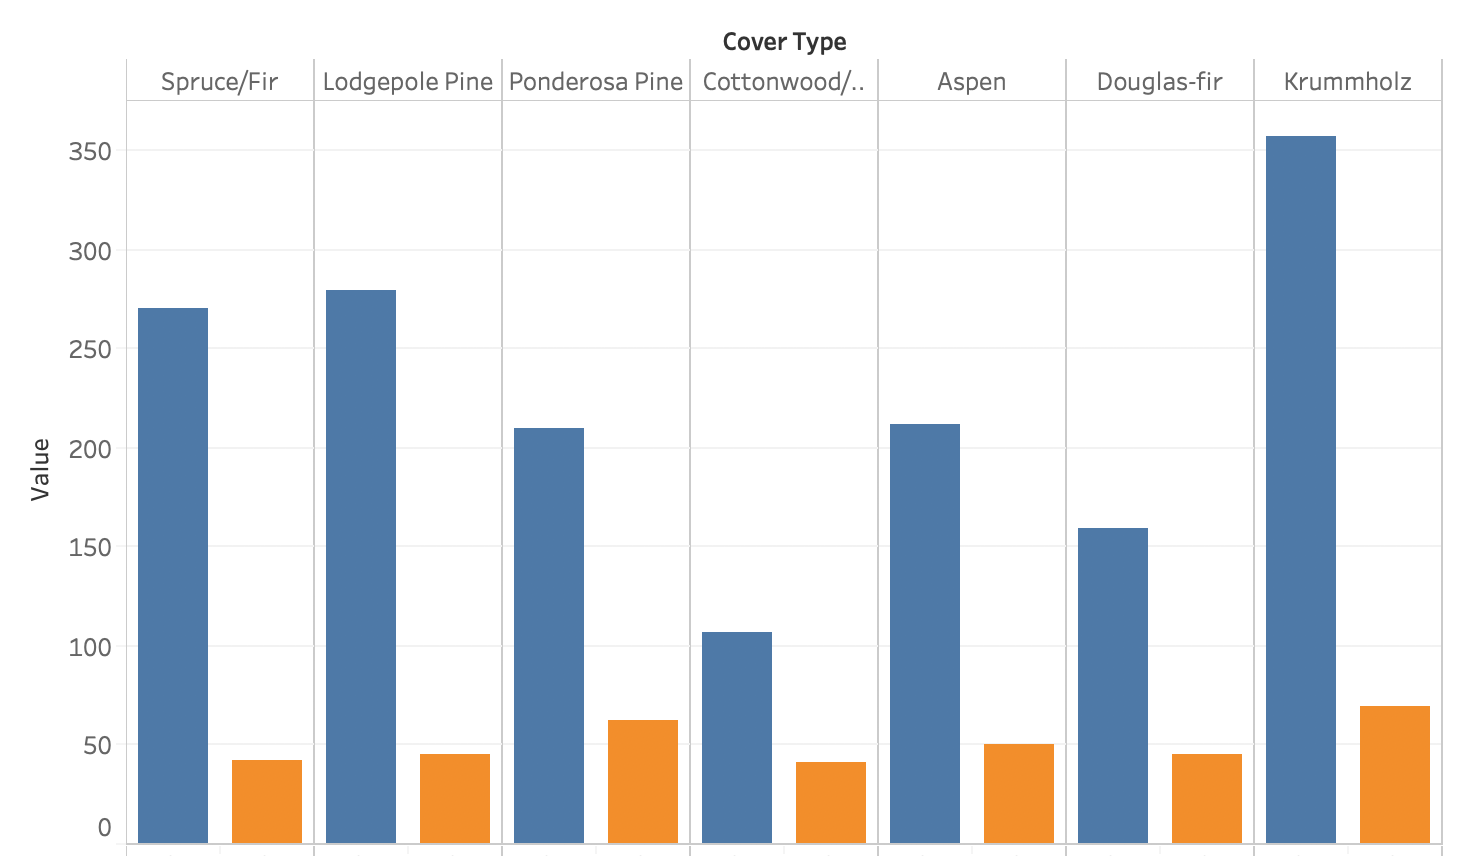 Cover Type
Spruce/Fir Lodgepole Pine Ponderosa Pine Cottonwood/.. Aspen Douglas-fir Krummholz
350
300
250
200
Value
150
100
50
0